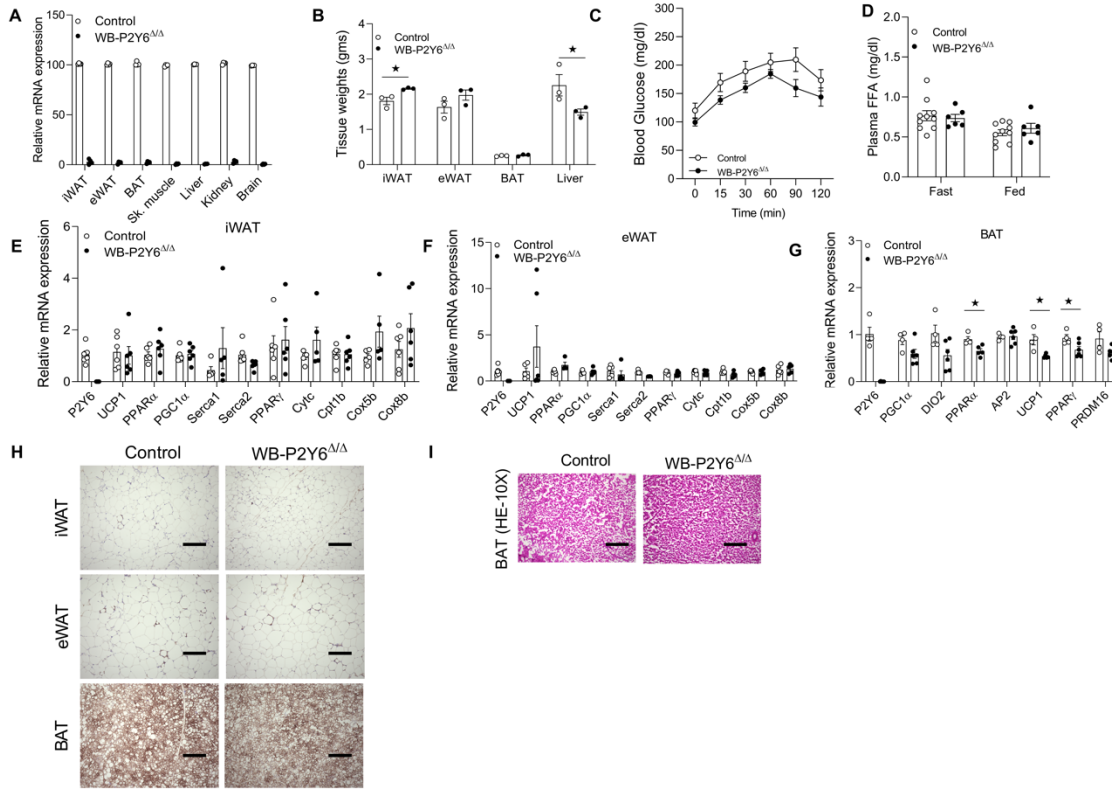 A
Control
WB-P2Y6Δ/Δ
Relative mRNA expression
150
100
50
0
iWAT
eWAT
BAT
Sk. muscle
Liver
Kidney
Brain
B
Control
WB-P2Y6Δ/Δ
Tissue weights (gms)
4
3
2
1
0
★
★
iWAT
eWAT
BAT
Liver
C
Blood Glucose (mg/dl)
300
250
200
150
100
50
0
Control
WB-P2Y6Δ/Δ
0
15
30
60
90
120
Time (min)
D
Control
WB-P2Y6Δ/Δ
Plasma FFA (mg/dl)
2.0
1.5
1.0
0.5
0.0
Fast
Fed
E
iWAT
Control
WB-P2Y6Δ/Δ
Relative mRNA expression
6
4
2
0
P2Y6
UCP1
PPARα
PGC1α
Serca1
Serca2
PPARγ
Cytc
Cpt1b
Cox5b
Cox8b
F
eWAT
Control
WB-P2Y6Δ/Δ
Relative mRNA expression
15
10
5
2
1
0
P2Y6
UCP1
PPARα
PGC1α
Serca1
Serca2
PPARγ
Cytc
Cpt1b
Cox5b
Cox8b
G
BAT
Control
WB-P2Y6Δ/Δ
Relative mRNA expression
3
2
1
0
★
★
★
P2Y6
PGC1α
DIO2
PPARα
AP2
UCP1
PPARγ
PRDM16
H
Control
WB-P2Y6Δ/Δ
iWAT
eWAT
BAT
I
Control
WB-P2Y6Δ/Δ
BAT (HE-10X)